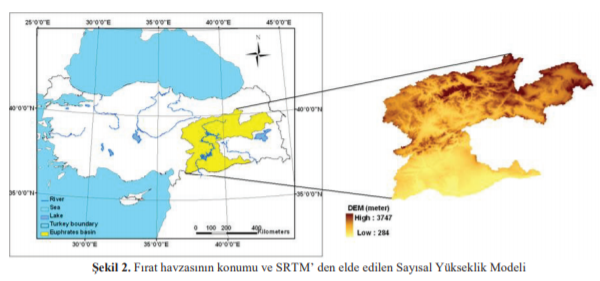 25°0'0"E 30°0'0"E 35°0'0"E 40°0'0"E 45°0'0"E
N
40°0'0"N 40°0'0"N
35°0'0"N 35°0'0"N
River
Sea
Lake
Turkey boundary
Euphrates basin
0 100 200 400
Kilometers
30°0'0"E 35°0'0"E 40°0'0"E
DEM (meter)
High : 3747
Low : 284
Şekil 2. Fırat havzasının konumu ve SRTM’ den elde edilen Sayısal Yükseklik Modeli